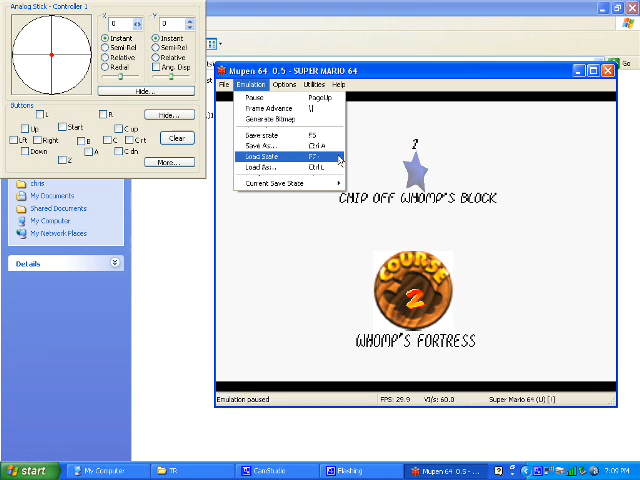 Analog Stick - Controller 1
X 0 Y 0
Instant Instant
Semi-Rel Semi-Rel
Relative Relative
Radial Ang. Disp
Hide...
Buttons
L R Hide...
Up Start C up
Lft Right B C C rt Clear
Down A C dn
Z More...
chris
My Documents
Shared Documents
My Computer
My Network Places
Details
Go
Mupen 64 0.5 - SUPER MARIO 64
File Emulation Options Utilities Help
Pause PageUp
Frame Advance \|
Generate Bitmap
Save state F5
Save As... Ctrl A
Load State F7
Load As... Ctrl L
Current Save State
2
CHIP OFF WHOMP'S BLOCK
COURSE
2
WHOMP'S FORTRESS
Emulation paused FPS: 29.9 VI/s: 60.0 Super Mario 64 (U) [!]
start My Computer TR CamStudio Flashing Mupen 64 0.5 - SUP... 7:09 PM